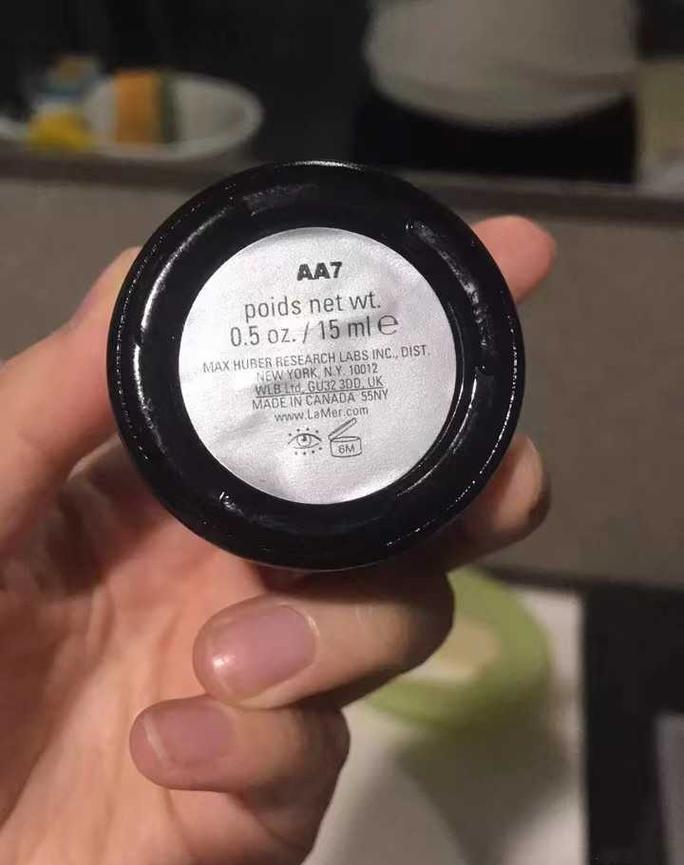 AA7
poids net wt.
0.5 oz. / 15 ml e
MAX HUBER RESEARCH LABS INC., DIST.
NEW YORK, N.Y. 10012
WLB Ltd, GU32 3DD, UK
MADE IN CANADA 55NY
www.LaMer.com
6M